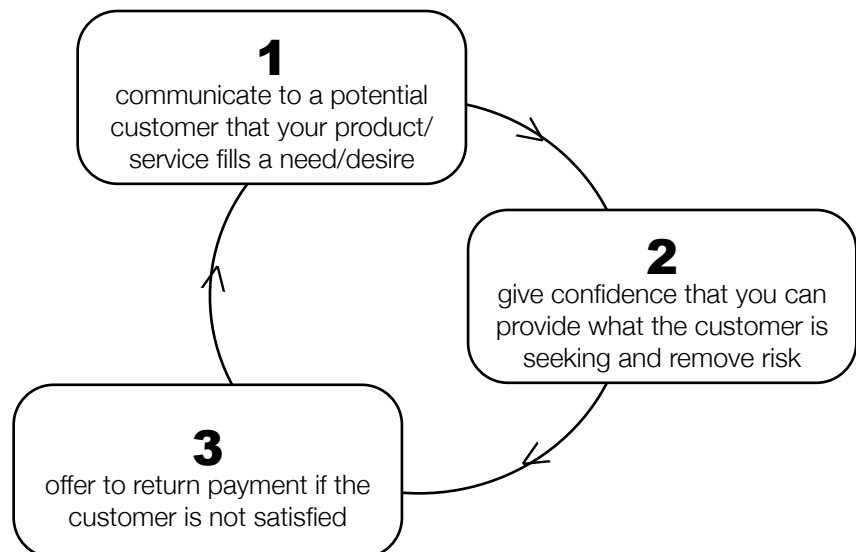 1
communicate to a potential
customer that your product/
service fills a need/desire
2
give confidence that you can
provide what the customer is
seeking and remove risk
3
offer to return payment if the
customer is not satisfied